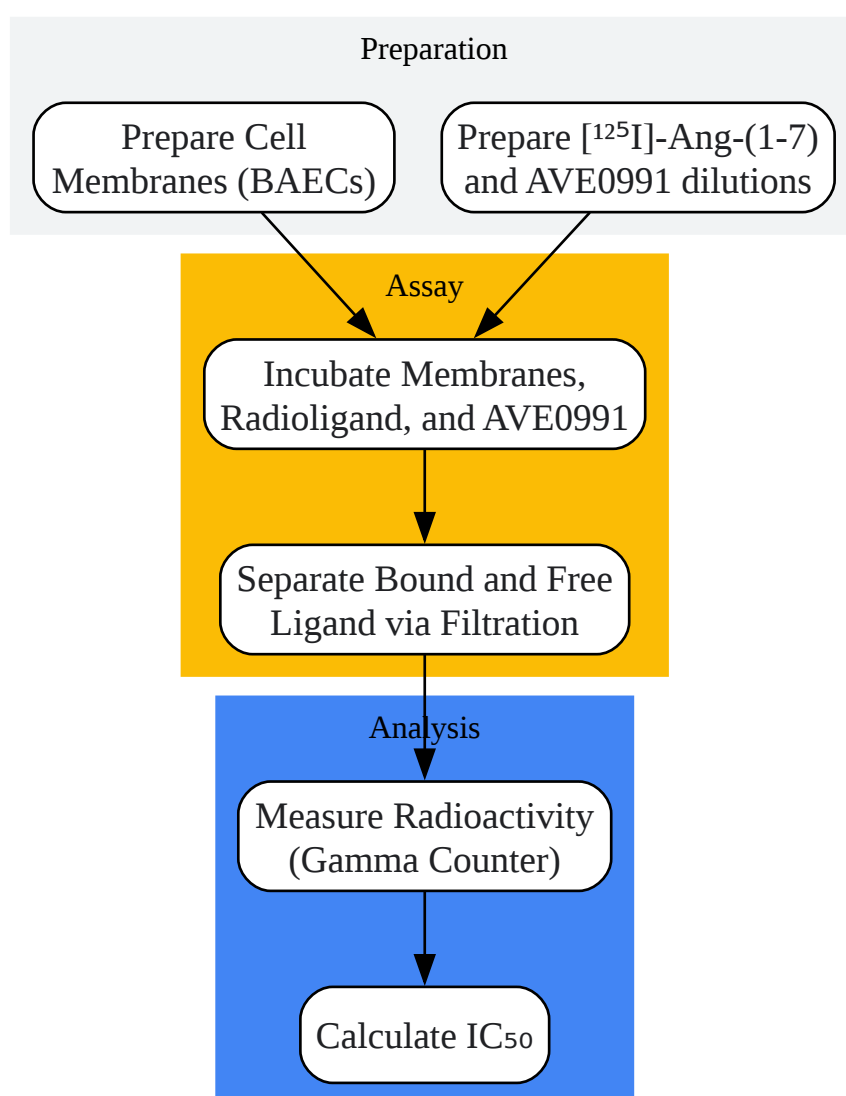 Preparation
Prepare Cell
Membranes (BAECs)
Prepare [¹²⁵I]-Ang-(1-7)
and AVE0991 dilutions
Assay
Incubate Membranes,
Radioligand, and AVE0991
Separate Bound and Free
Ligand via Filtration
Analysis
Measure Radioactivity
(Gamma Counter)
Calculate IC₅₀